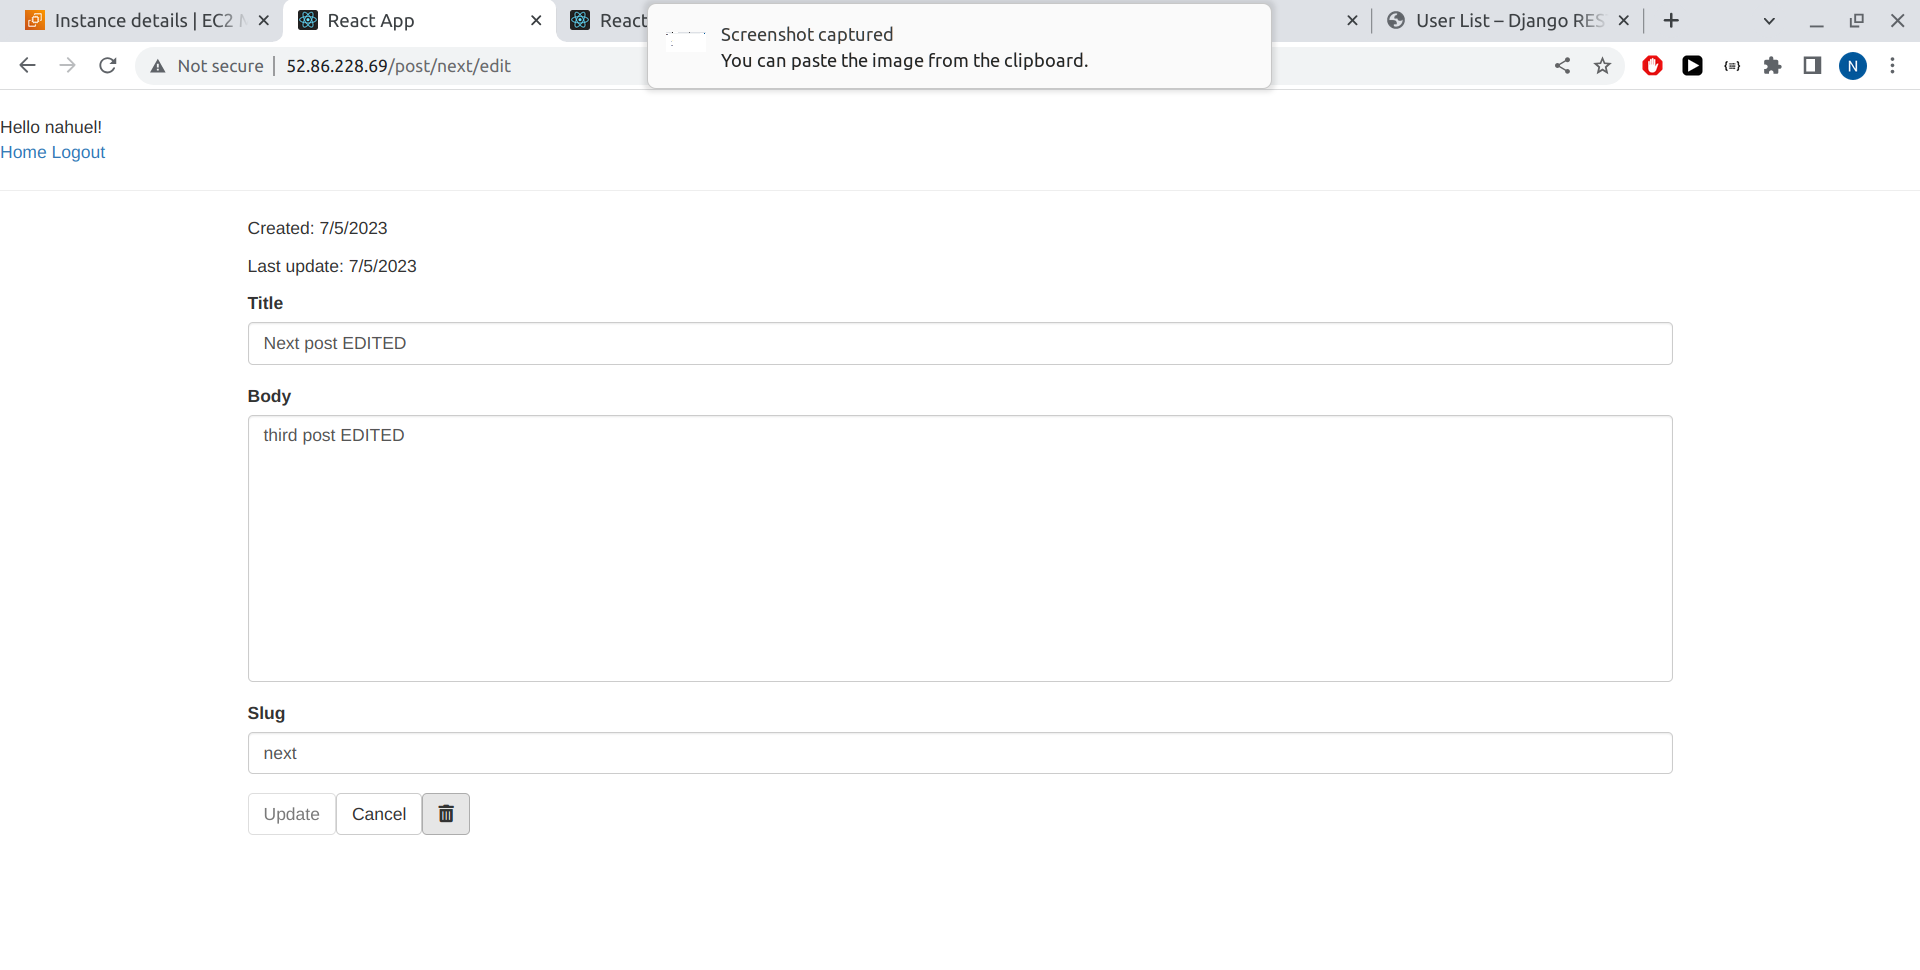 Instance details | EC2 M
React App
React
User List – Django RES
Screenshot captured
You can paste the image from the clipboard.
Not secure
52.86.228.69/post/next/edit
N
Hello nahuel!
Home Logout
Created: 7/5/2023
Last update: 7/5/2023
Title
Next post EDITED
Body
third post EDITED
Slug
next
Update Cancel